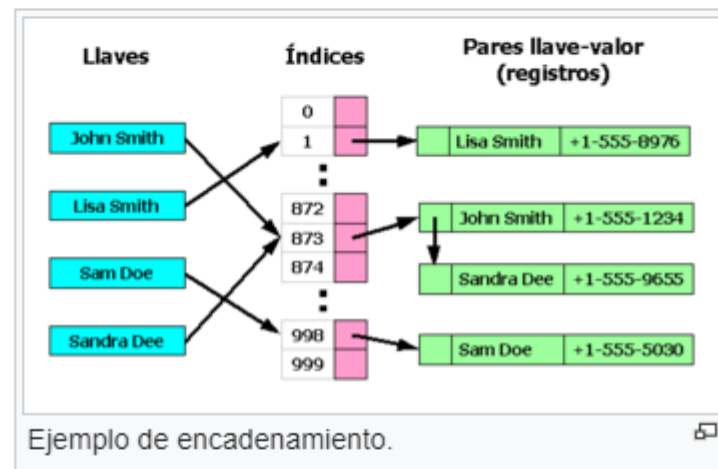 Llaves
Índices
Pares llave-valor
(registros)
John Smith
Lisa Smith
Sam Doe
Sandra Dee
0
1
872
873
874
998
999
Lisa Smith +1-555-8976
John Smith +1-555-1234
Sandra Dee +1-555-9655
Sam Doe +1-555-5030
Ejemplo de encadenamiento.